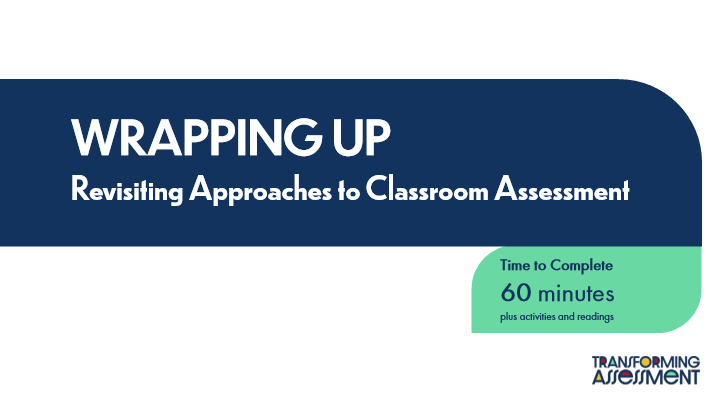 WRAPPING UP
Revisiting Approaches to Classroom Assessment
Time to Complete
60 minutes
plus activities and readings
TRANSFORMING
ASSESSMENT